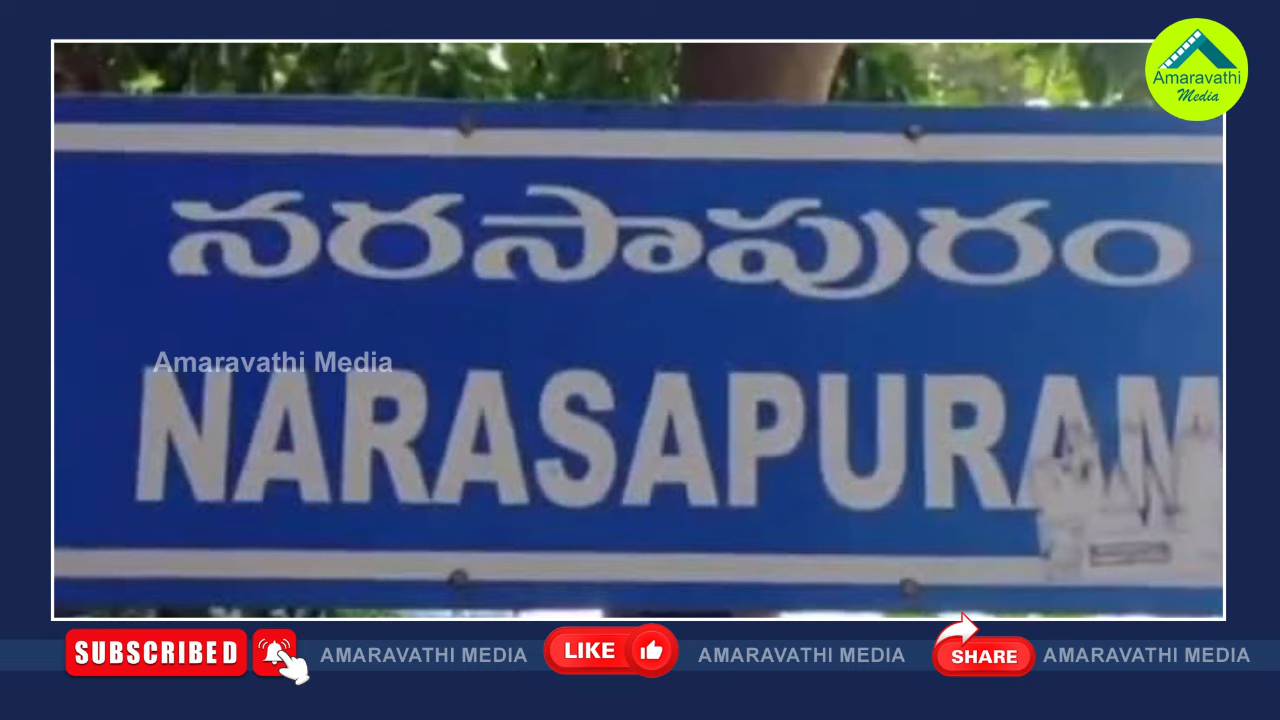 Amaravathi
Media
నరసాపురం
Amaravathi Media
NARASAPURAM
SUBSCRIBED
AMARAVATHI MEDIA
LIKE
AMARAVATHI MEDIA
SHARE
AMARAVATHI MEDIA